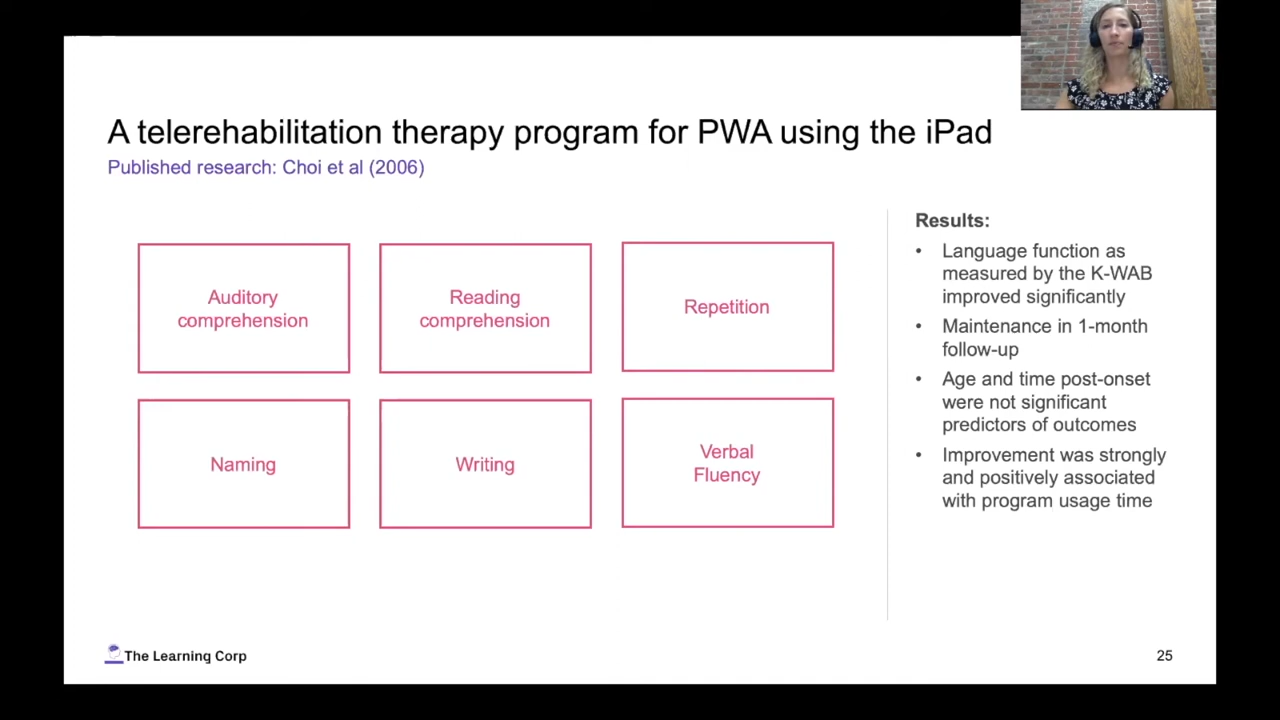 A telerehabilitation therapy program for PWA using the iPad
Published research: Choi et al (2006)
Auditory
comprehension
Reading
comprehension
Repetition
Naming
Writing
Verbal
Fluency
Results:
• Language function as
measured by the K-WAB
improved significantly
• Maintenance in 1-month
follow-up
• Age and time post-onset
were not significant
predictors of outcomes
• Improvement was strongly
and positively associated
with program usage time
The Learning Corp
25